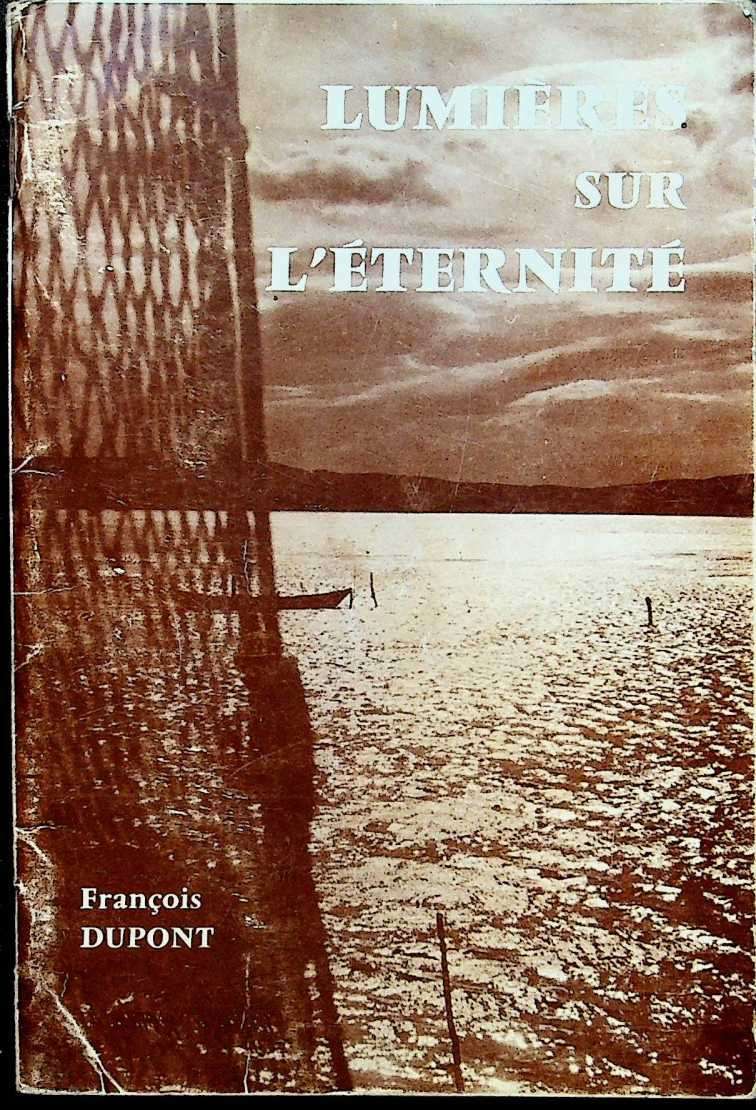 LUMIÈRES
SUR
L'ÉTERNITÉ
François
DUPONT